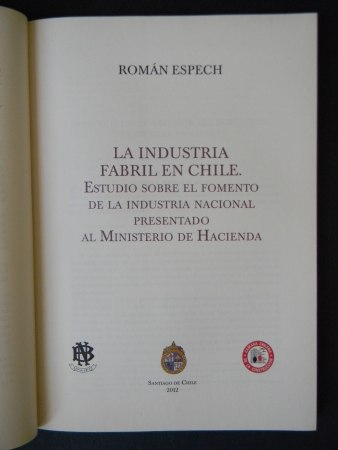 ROMÁN ESPECH
LA INDUSTRIA
FABRIL EN CHILE.
ESTUDIO SOBRE EL FOMENTO
DE LA INDUSTRIA NACIONAL
PRESENTADO
AL MINISTERIO DE HACIENDA
SANTIAGO DE CHILE
2012